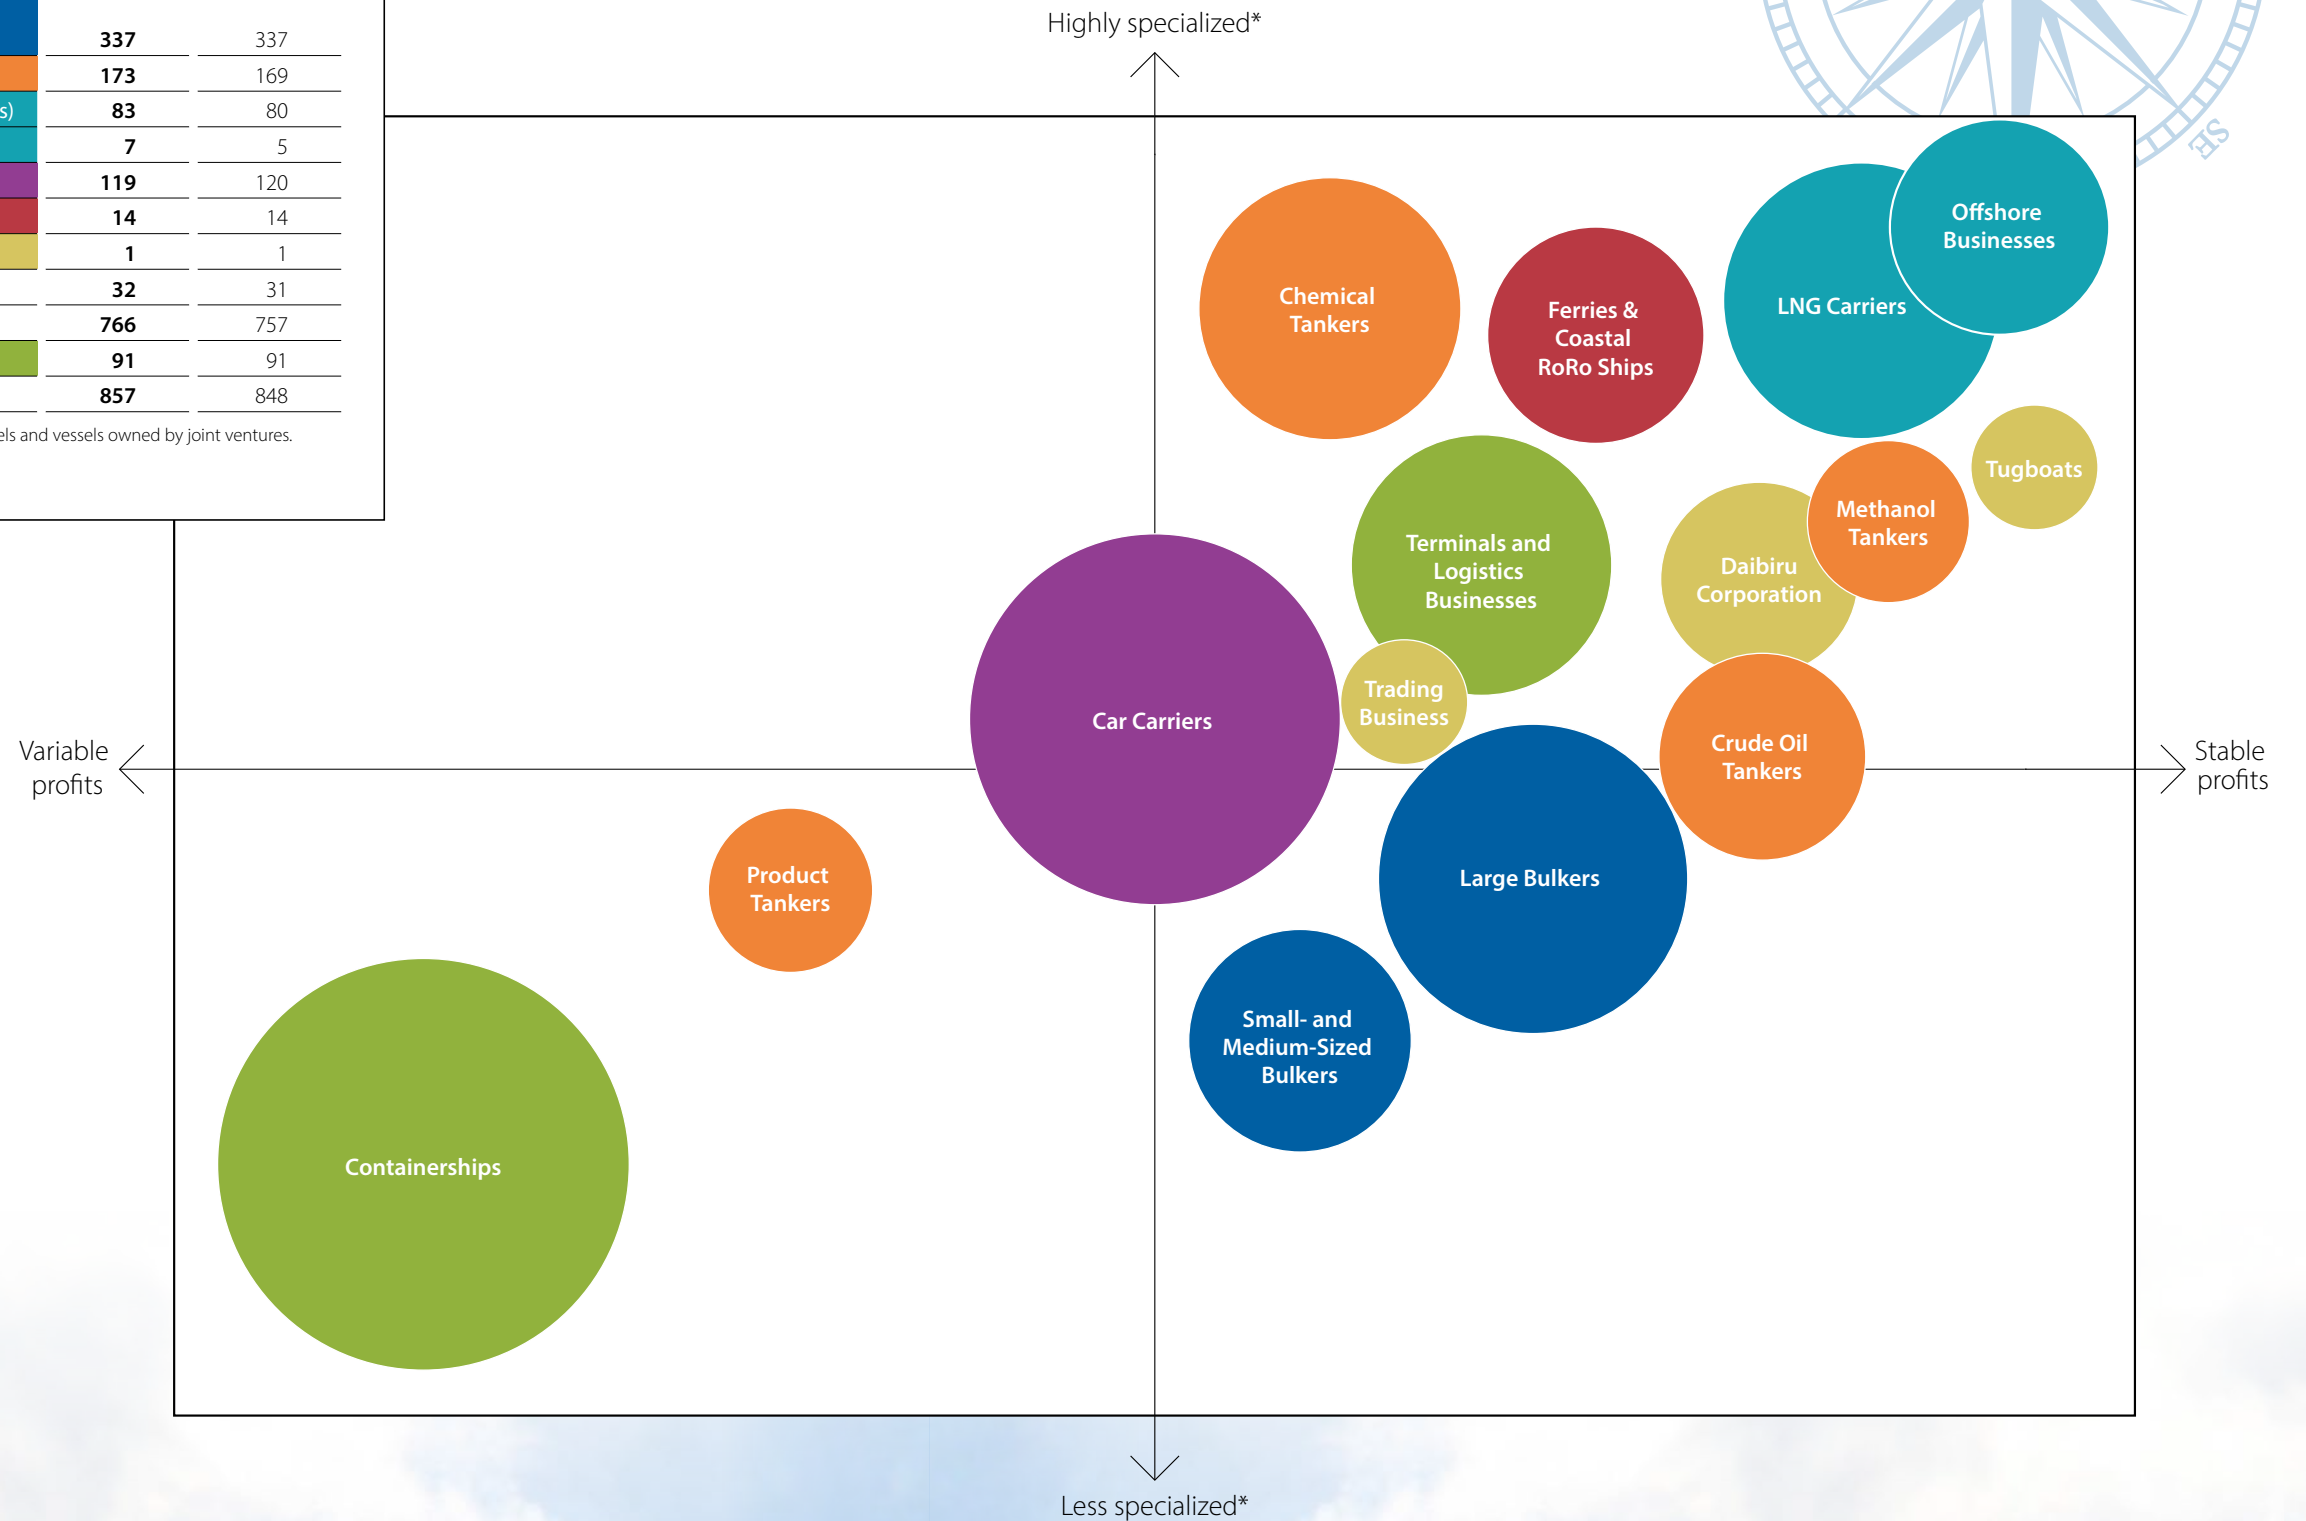 Highly specialized*
337 337
173 169
s) 83 80
7 5
119 120
14 14
1 1
32 31
766 757
91 91
857 848
els and vessels owned by joint ventures.
SE
Offshore
Businesses
Chemical
Tankers
LNG Carriers
Ferries &
Coastal
RoRo Ships
Tugboats
Methanol
Tankers
Terminals and
Logistics
Businesses
Daibiru
Corporation
Trading
Business
Car Carriers
Crude Oil
Tankers
Variable
profits
Stable
profits
Product
Tankers
Large Bulkers
Small- and
Medium-Sized
Bulkers
Containerships
Less specialized*